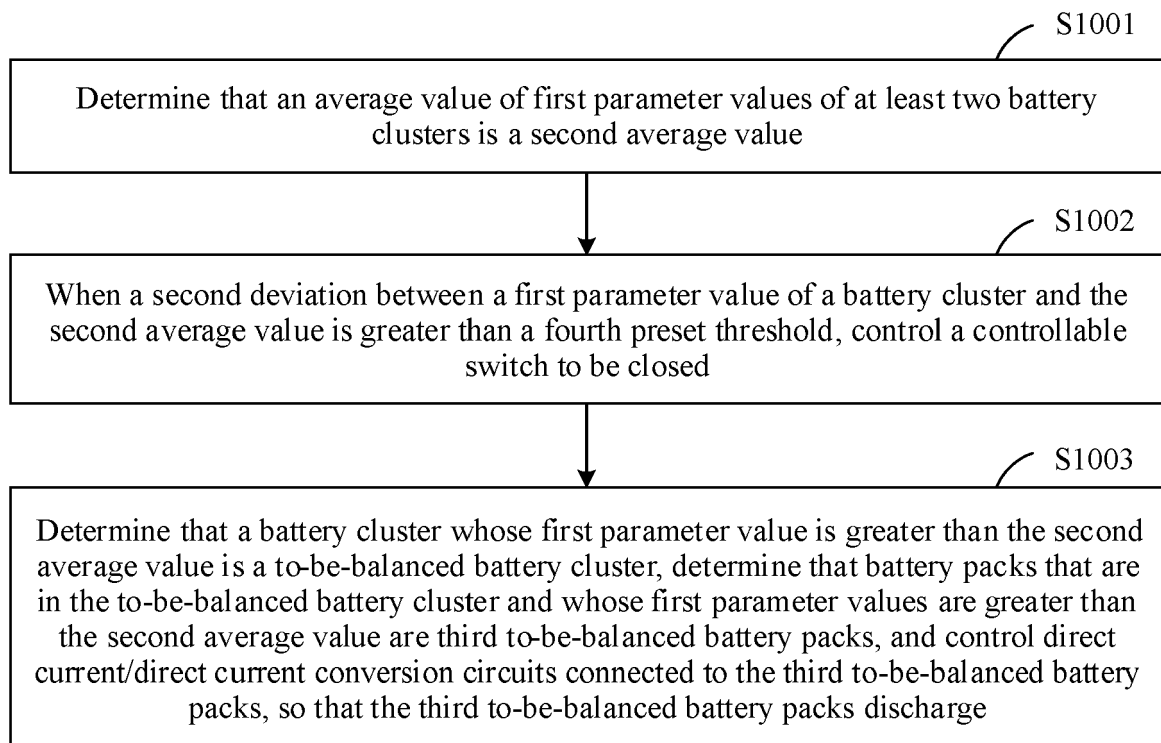 S1001
Determine that an average value of first parameter values of at least two battery
clusters is a second average value
S1002
When a second deviation between a first parameter value of a battery cluster and the
second average value is greater than a fourth preset threshold, control a controllable
switch to be closed
S1003
Determine that a battery cluster whose first parameter value is greater than the second
average value is a to-be-balanced battery cluster, determine that battery packs that are
in the to-be-balanced battery cluster and whose first parameter values are greater than
the second average value are third to-be-balanced battery packs, and control direct
current/direct current conversion circuits connected to the third to-be-balanced battery
packs, so that the third to-be-balanced battery packs discharge